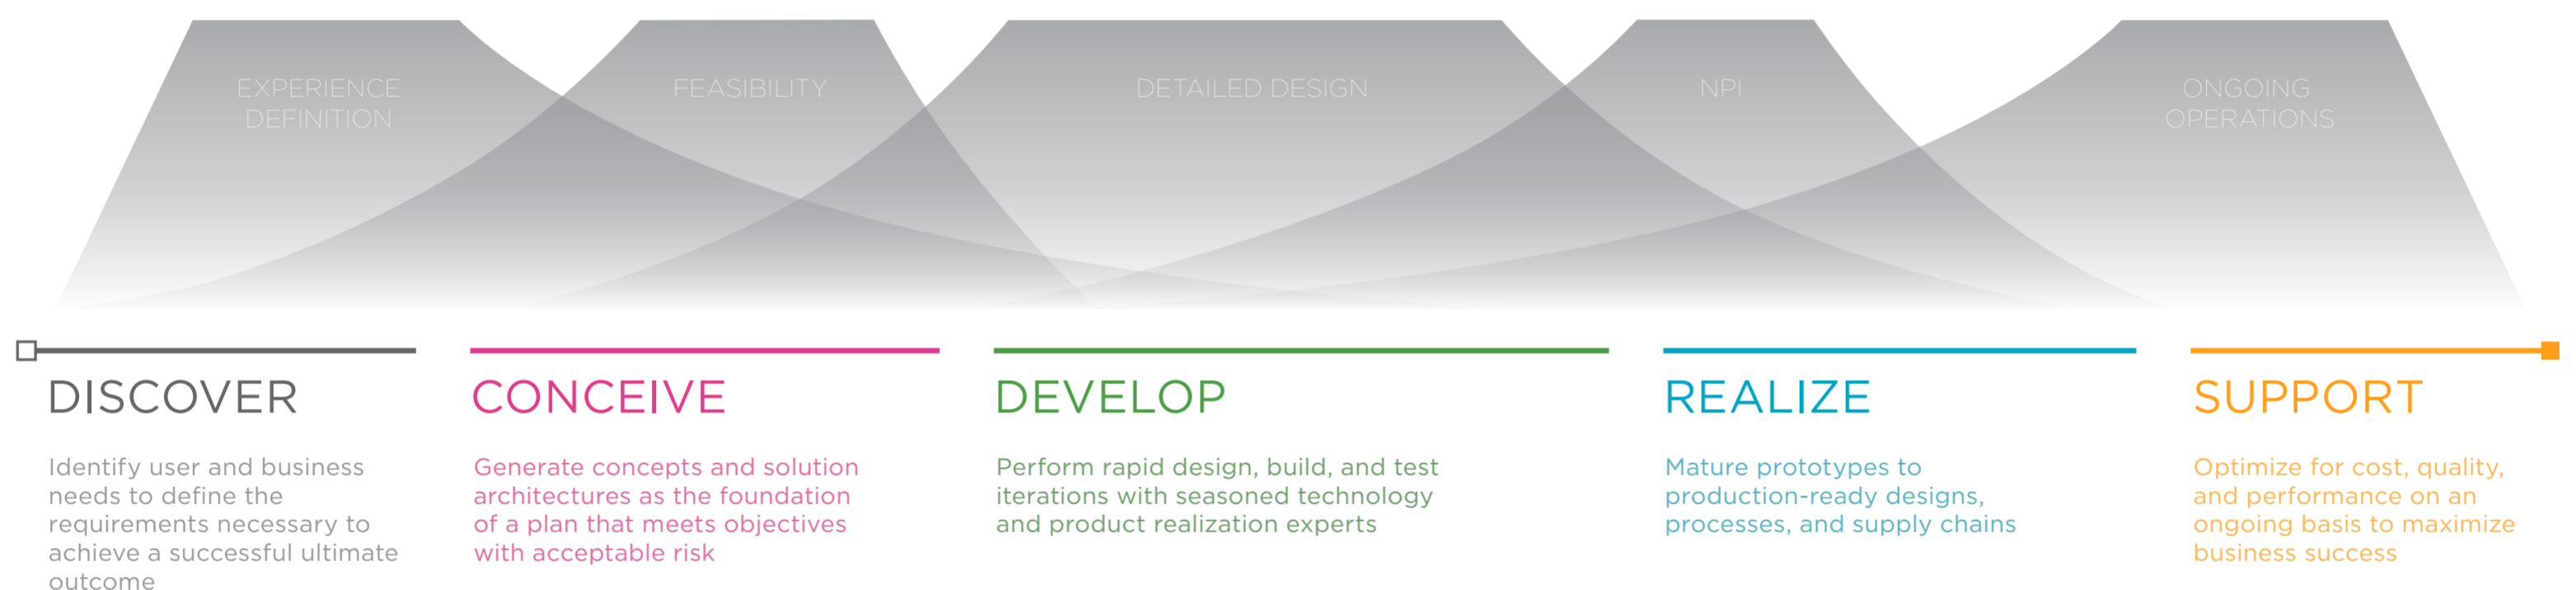 EXPERIENCE
DEFINITION
FEASIBILITY
DETAILED DESIGN
NPI
ONGOING
OPERATIONS
DISCOVER
Identify user and business
needs to define the
requirements necessary to
achieve a successful ultimate
outcome
CONCEIVE
Generate concepts and solution
architectures as the foundation
of a plan that meets objectives
with acceptable risk
DEVELOP
Perform rapid design, build, and test
iterations with seasoned technology
and product realization experts
REALIZE
Mature prototypes to
production-ready designs,
processes, and supply chains
SUPPORT
Optimize for cost, quality,
and performance on an
ongoing basis to maximize
business success